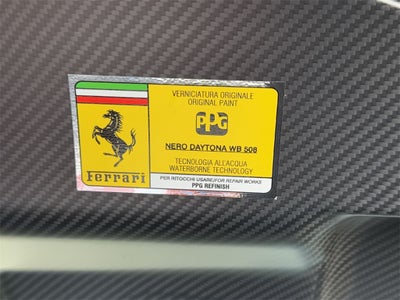 VERNICIATURA ORIGINALE
ORIGINAL PAINT
PPG
NERO DAYTONA WB 508
TECNOLOGIA ALL'ACQUA
WATERBORNE TECHNOLOGY
PER RITOCCHI USARE/FOR REPAIR WORKS
PPG REFINISH
Ferrari